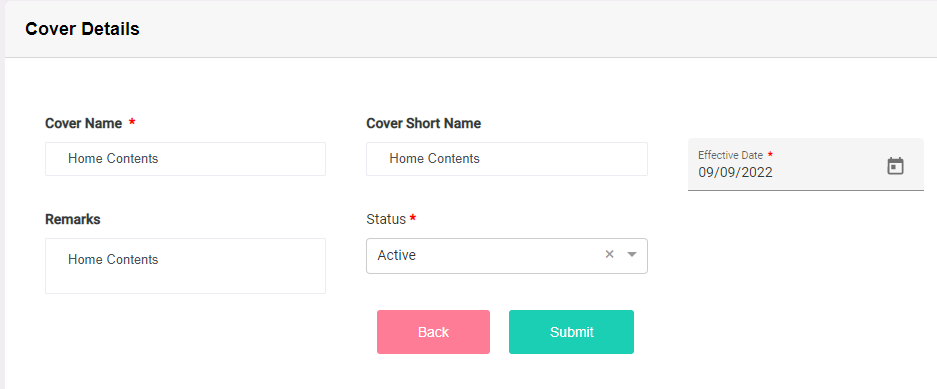 Cover Details
Cover Name *
Home Contents
Cover Short Name
Home Contents
Effective Date *
09/09/2022
Remarks
Home Contents
Status *
Active
Back
Submit